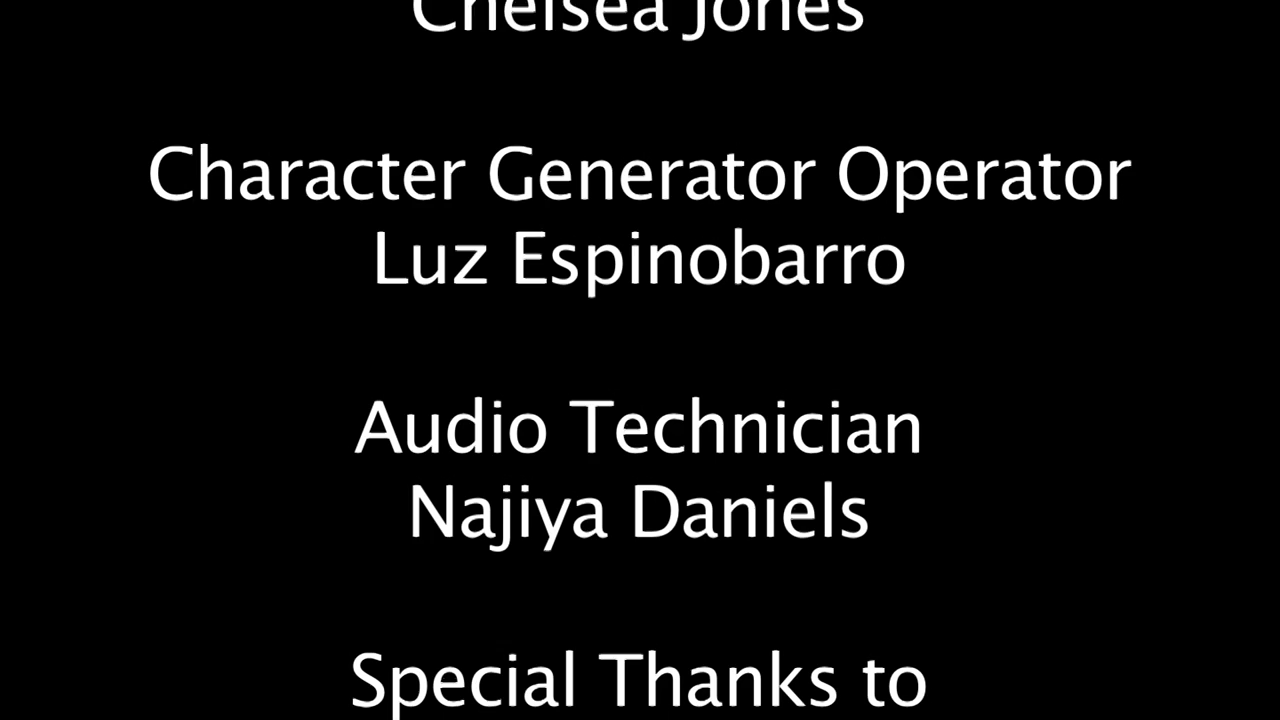 Chelsea Jones
Character Generator Operator
Luz Espinobarro
Audio Technician
Najiya Daniels
Special Thanks to